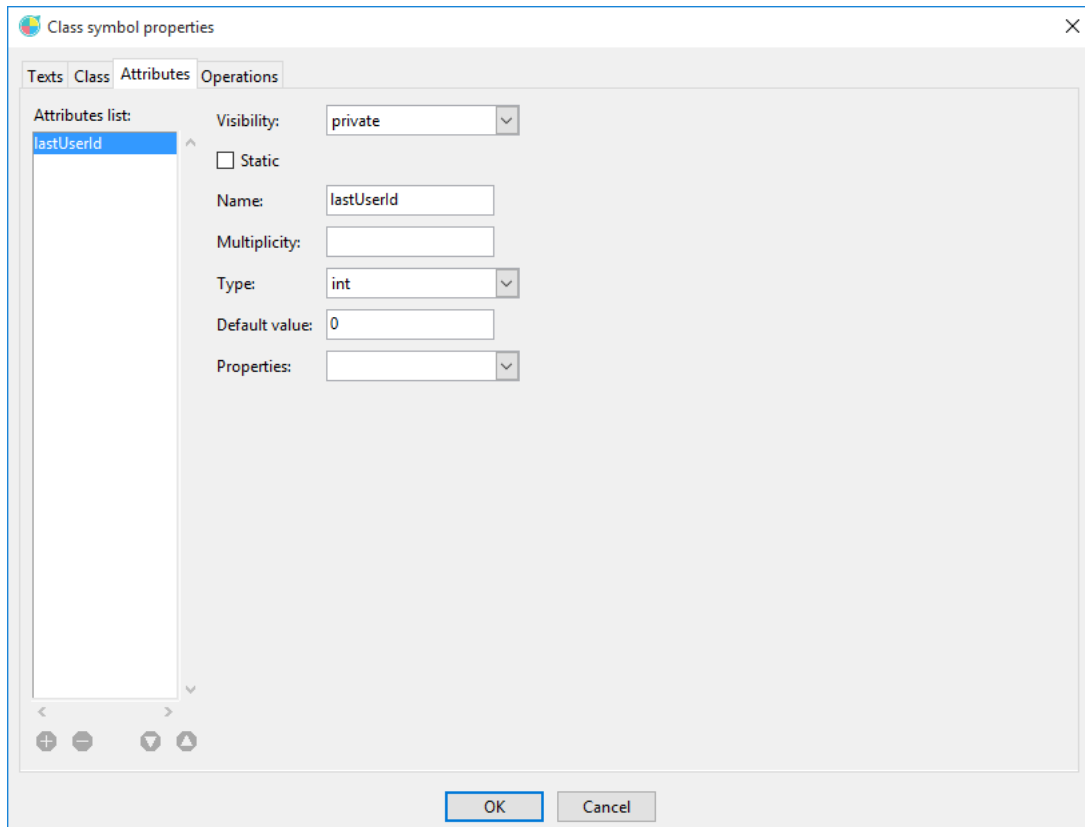 Class symbol properties
Texts Class Attributes Operations
Attributes list:
lastUserId
Visibility: private
Static
Name: lastUserId
Multiplicity:
Type: int
Default value: 0
Properties:
OK Cancel